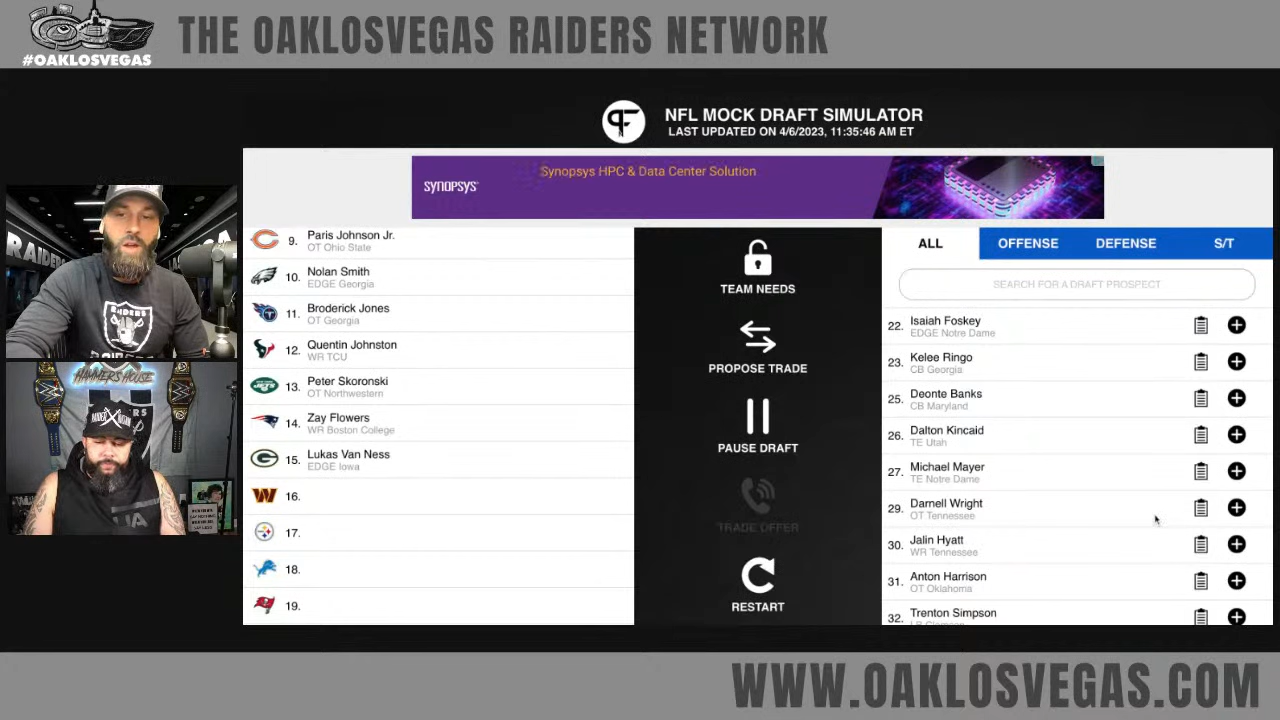 THE OAKLOSVEGAS RAIDERS NETWORK
#OAKLOSVEGAS
NFL MOCK DRAFT SIMULATOR
LAST UPDATED ON 4/6/2023, 11:35:46 AM ET
SYNOPSYS
Synopsys HPC & Data Center Solution
9. Paris Johnson Jr.
OT Ohio State
10. Nolan Smith
EDGE Georgia
11. Broderick Jones
OT Georgia
12. Quentin Johnston
WR TCU
13. Peter Skoronski
OT Northwestern
14. Zay Flowers
WR Boston College
15. Lukas Van Ness
EDGE Iowa
16.
17.
18.
19.
TEAM NEEDS
PROPOSE TRADE
PAUSE DRAFT
TRADE OFFER
RESTART
ALL OFFENSE DEFENSE S/T
SEARCH FOR A DRAFT PROSPECT
22. Isaiah Foskey
EDGE Notre Dame
23. Kelee Ringo
CB Georgia
25. Deonte Banks
CB Maryland
26. Dalton Kincaid
TE Utah
27. Michael Mayer
TE Notre Dame
29. Darnell Wright
OT Tennessee
30. Jalin Hyatt
WR Tennessee
31. Anton Harrison
OT Oklahoma
32. Trenton Simpson
LB Clemson
RAIDERS
HAMMERS HOUSE
WWW.OAKLOSVEGAS.COM